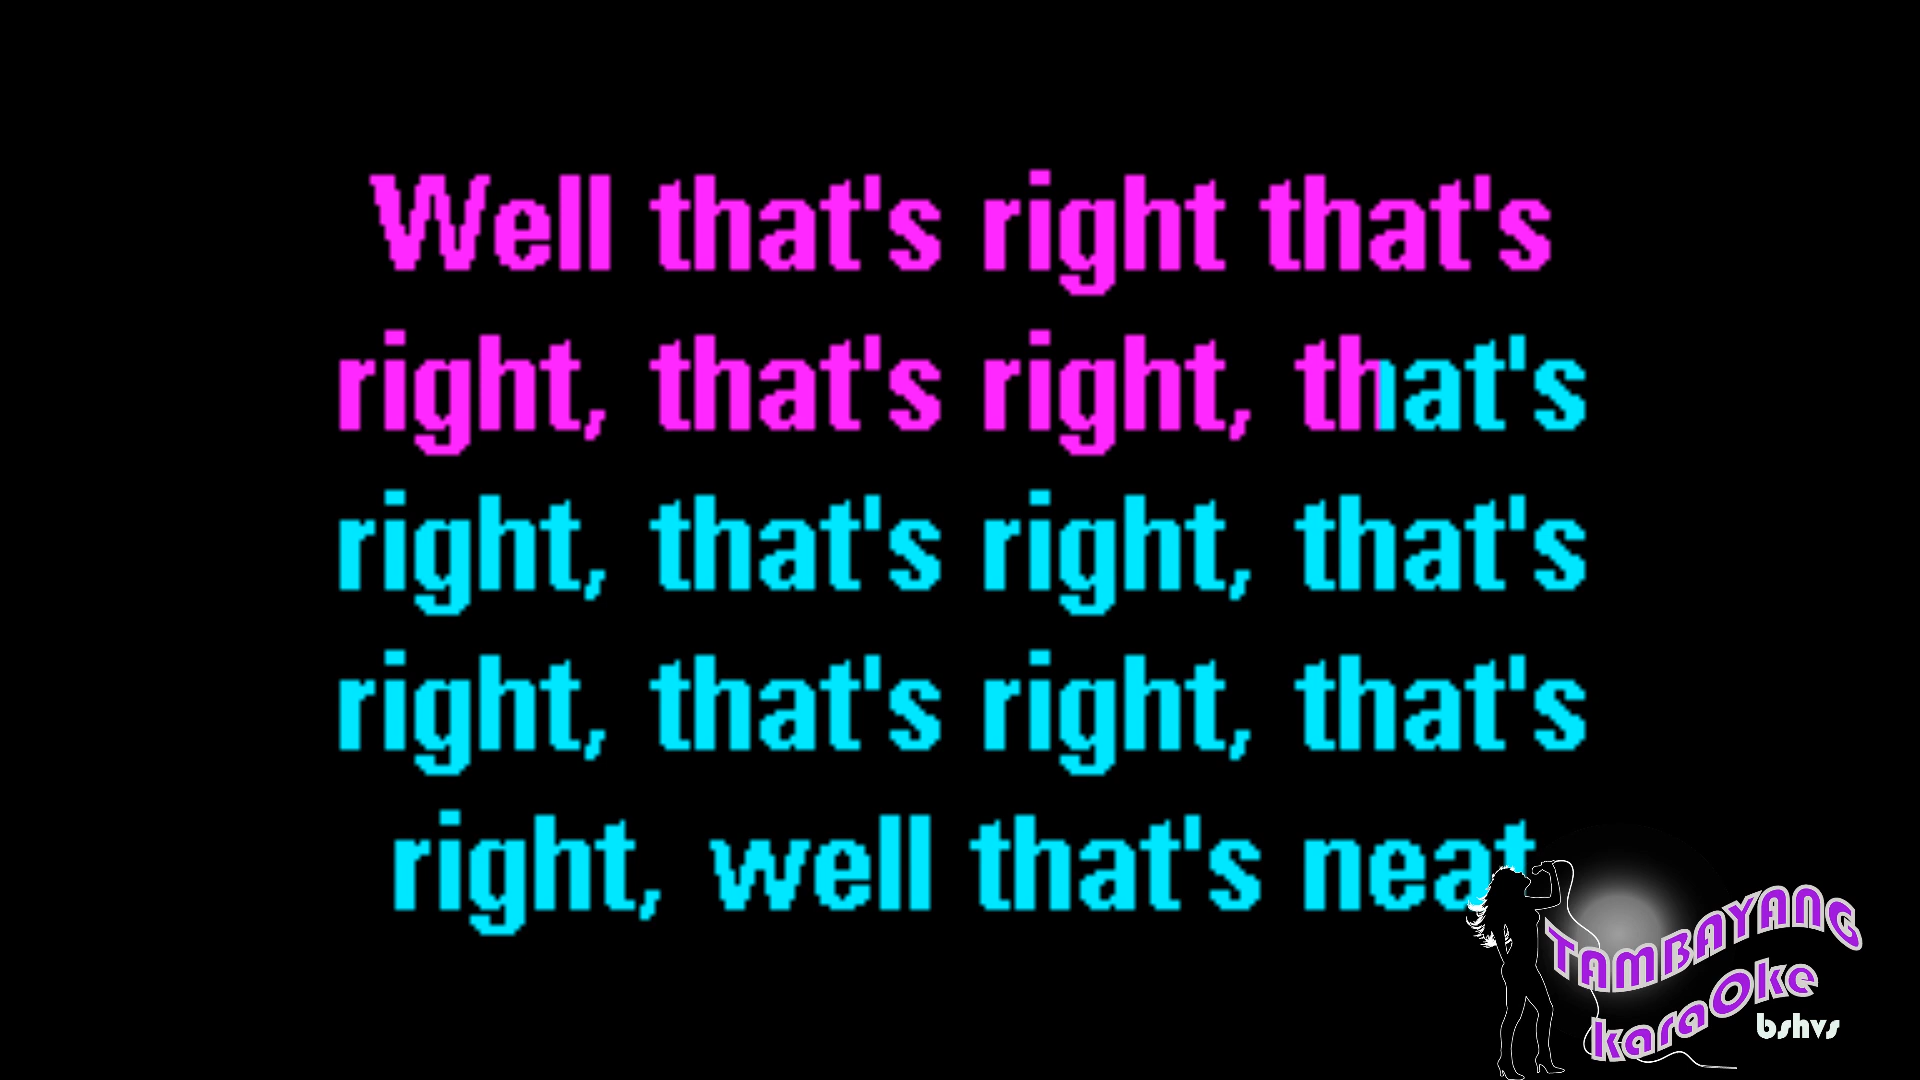 Well that's right that's
right, that's right, that's
right, that's right, that's
right, that's right, that's
right, well that's neat
TAMBAYANG
karaOke
bshvs